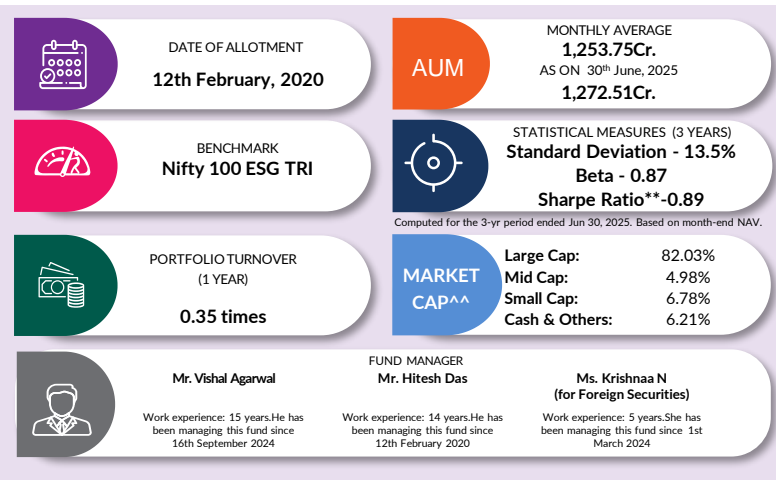 DATE OF ALLOTMENT
12th February, 2020
AUM
MONTHLY AVERAGE
1,253.75Cr.
AS ON 30th June, 2025
1,272.51Cr.
BENCHMARK
Nifty 100 ESG TRI
STATISTICAL MEASURES (3 YEARS)
Standard Deviation - 13.5%
Beta - 0.87
Sharpe Ratio**-0.89
Computed for the 3-yr period ended Jun 30, 2025. Based on month-end NAV.
PORTFOLIO TURNOVER
(1 YEAR)
0.35 times
MARKET
CAP^^
Large Cap: 82.03%
Mid Cap: 4.98%
Small Cap: 6.78%
Cash & Others: 6.21%
FUND MANAGER
Mr. Vishal Agarwal
Work experience: 15 years.He has
been managing this fund since
16th September 2024
Mr. Hitesh Das
Work experience: 14 years.He has
been managing this fund since
12th February 2020
Ms. Krishnaa N
(for Foreign Securities)
Work experience: 5 years.She has
been managing this fund since 1st
March 2024